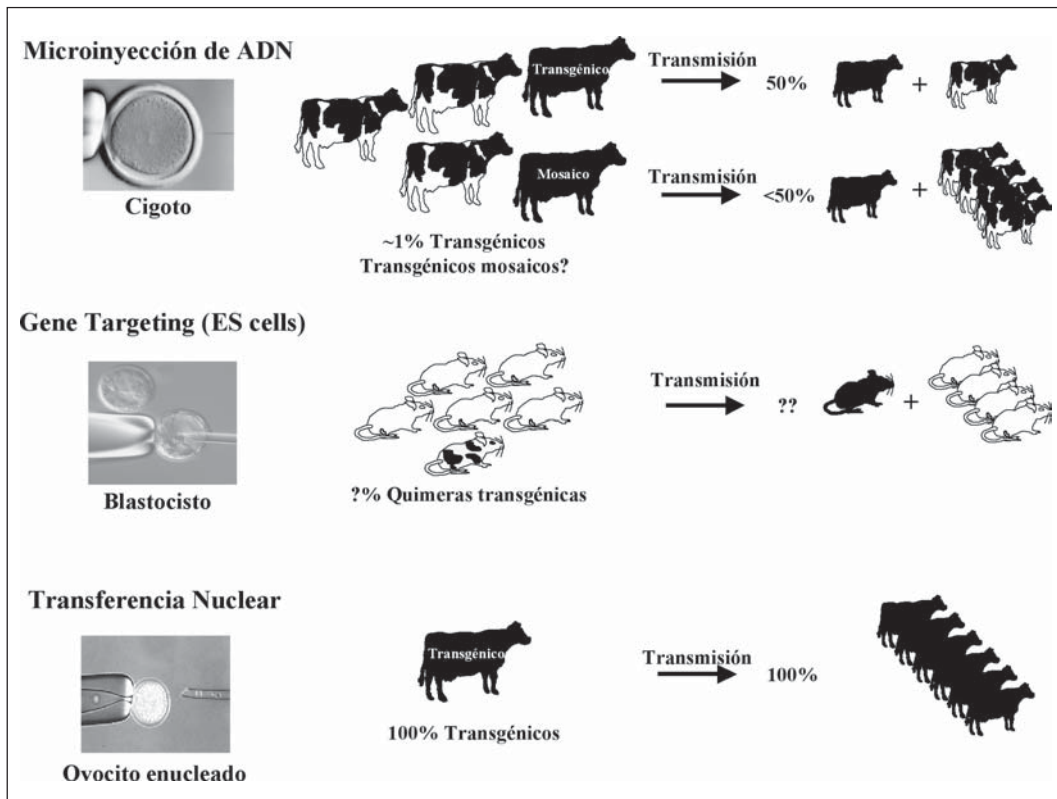 Microinyección de ADN
Cigoto
Transgénico
Transmisión
50%
+
Mosaico
Transmisión
<50%
+
~1% Transgénicos
Transgénicos mosaicos?
Gene Targeting (ES cells)
Blastocisto
Transmisión
??
+
?% Quimeras transgénicas
Transferencia Nuclear
Ovocito enucleado
Transgénico
Transmisión
100%
100% Transgénicos